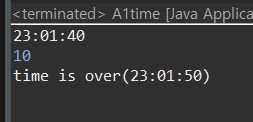 <terminated> A1time [Java Applica
23:01:40
10
time is over(23:01:50)